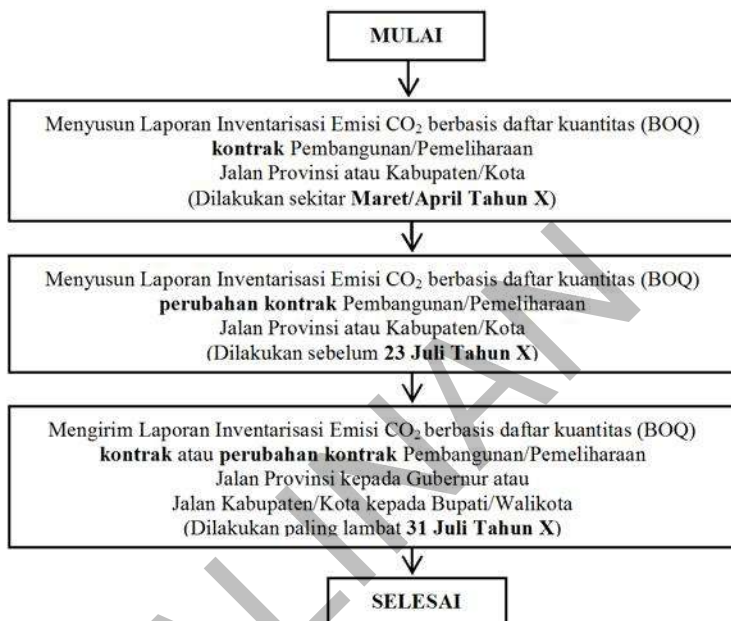 MULAI
Menyusun Laporan Inventarisasi Emisi CO₂ berbasis daftar kuantitas (BOQ)
kontrak Pembangunan/Pemeliharaan
Jalan Provinsi atau Kabupaten/Kota
(Dilakukan sekitar Maret/April Tahun X)
Menyusun Laporan Inventarisasi Emisi CO₂ berbasis daftar kuantitas (BOQ)
perubahan kontrak Pembangunan/Pemeliharaan
Jalan Provinsi atau Kabupaten/Kota
(Dilakukan sebelum 23 Juli Tahun X)
Mengirim Laporan Inventarisasi Emisi CO₂ berbasis daftar kuantitas (BOQ)
kontrak atau perubahan kontrak Pembangunan/Pemeliharaan
Jalan Provinsi kepada Gubernur atau
Jalan Kabupaten/Kota kepada Bupati/Walikota
(Dilakukan paling lambat 31 Juli Tahun X)
SELESAI
ALINAN